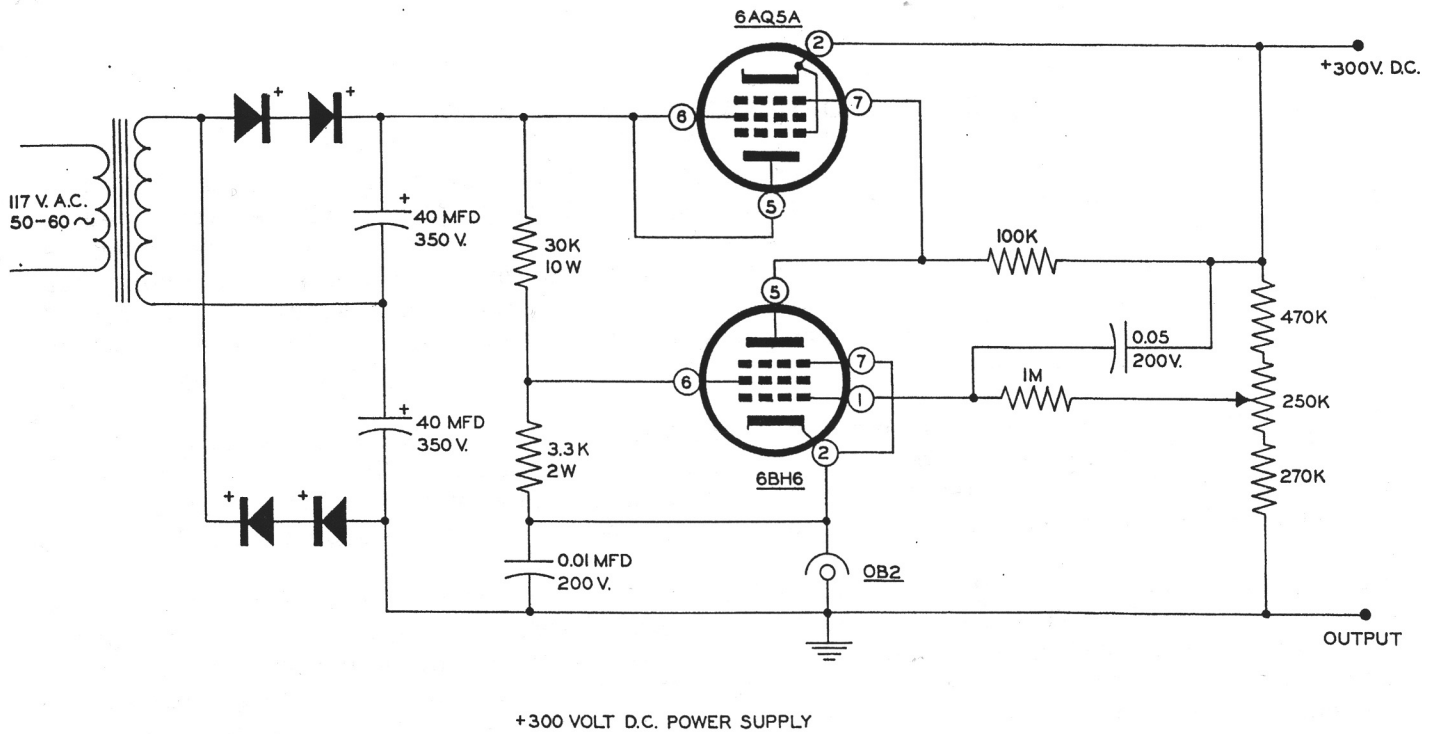 6AQ5A
2
+300V. D.C.
+ +
6
7
117 V. A.C.
50-60 ~
+
40 MFD
350 V.
5
30K
10 W
100K
5
470K
0.05
200V.
7
1M
6
1
250K
+
40 MFD
350 V.
3.3K
2W
2
6BH6
270K
+ +
0.01 MFD
200 V.
OB2
OUTPUT
+300 VOLT D.C. POWER SUPPLY